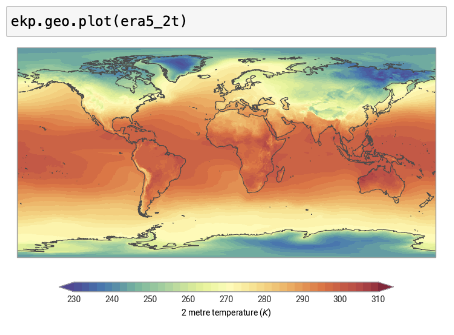 ekp.geo.plot(era5_2t)
230 240 250 260 270 280 290 300 310
2 metre temperature (K)